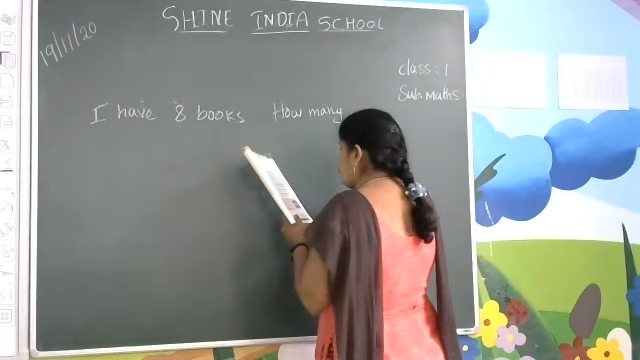 SHINE INDIA SCHOOL
19/11/20
class: 1
Sub: Maths
I have 8 books How many